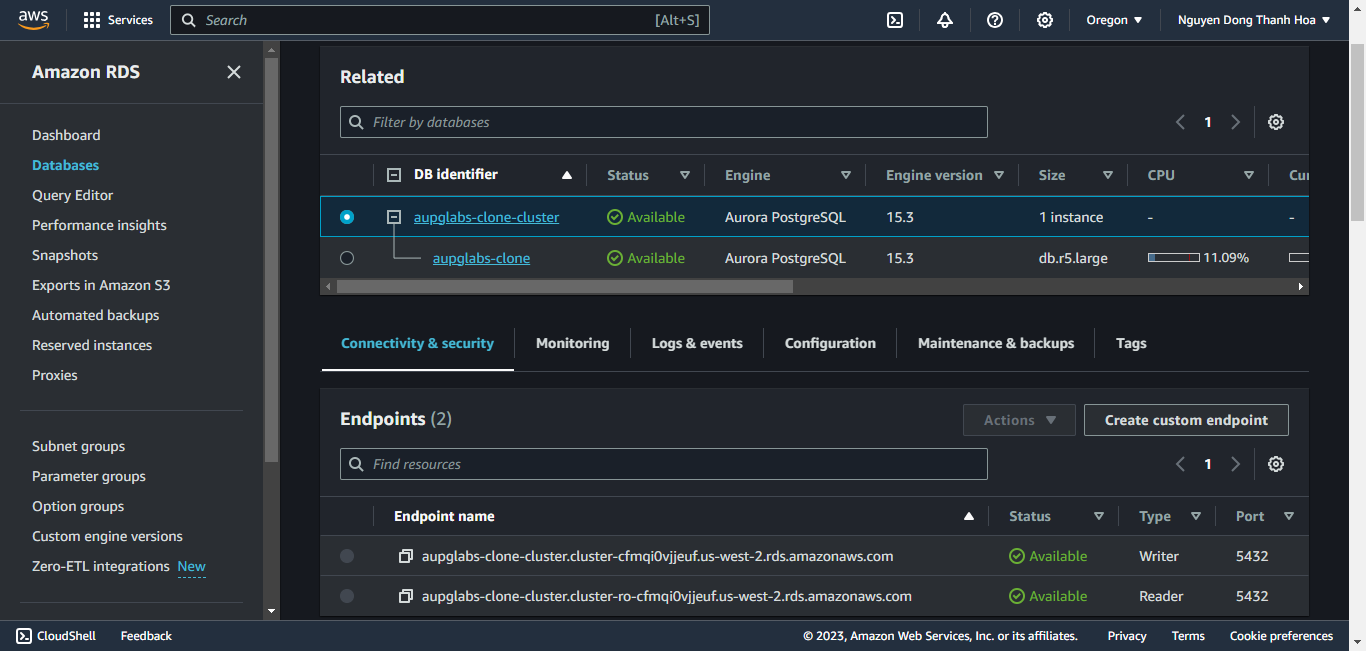 aws Services Search [Alt+S] Oregon Nguyen Dong Thanh Hoa
Amazon RDS
Dashboard
Databases
Query Editor
Performance insights
Snapshots
Exports in Amazon S3
Automated backups
Reserved instances
Proxies
Subnet groups
Parameter groups
Option groups
Custom engine versions
Zero-ETL integrations New
Related
Filter by databases 1
DB identifier Status Engine Engine version Size CPU Cur
aupglabs-clone-cluster Available Aurora PostgreSQL 15.3 1 instance - -
aupglabs-clone Available Aurora PostgreSQL 15.3 db.r5.large 11.09%
Connectivity & security Monitoring Logs & events Configuration Maintenance & backups Tags
Endpoints (2) Actions Create custom endpoint
Find resources 1
Endpoint name Status Type Port
aupglabs-clone-cluster.cluster-cfmqi0vjjeuf.us-west-2.rds.amazonaws.com Available Writer 5432
aupglabs-clone-cluster.cluster-ro-cfmqi0vjjeuf.us-west-2.rds.amazonaws.com Available Reader 5432
CloudShell Feedback © 2023, Amazon Web Services, Inc. or its affiliates. Privacy Terms Cookie preferences